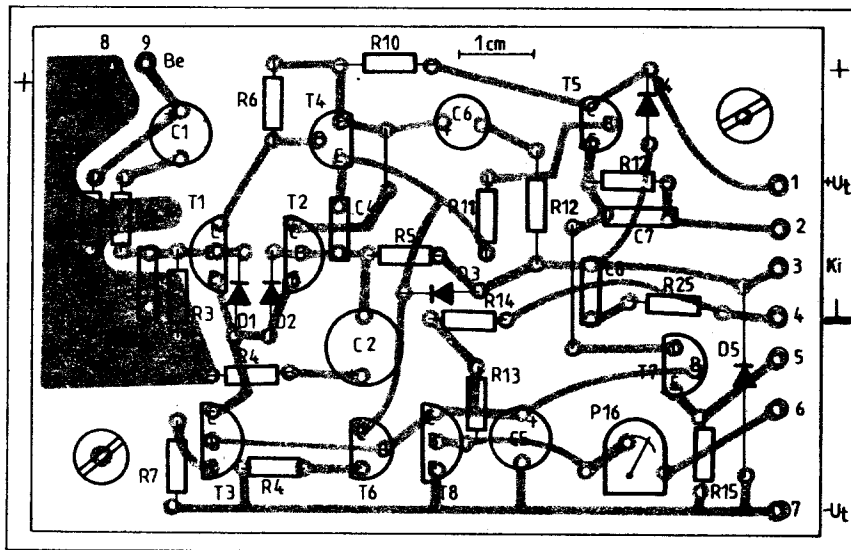 8 9 Be
R10
1cm
+
+
T5
R6
T4
C6
C1
R12
1
+Ut
T1
T2
C4
R11
R12
2
C7
R5
3
Ki
D3
C8
R3
R14
R25
4
D1
D2
C2
D5
5
R4
R13
T7
P16
6
R7
C5
T3
R4
T6
T8
R15
7
-Ut